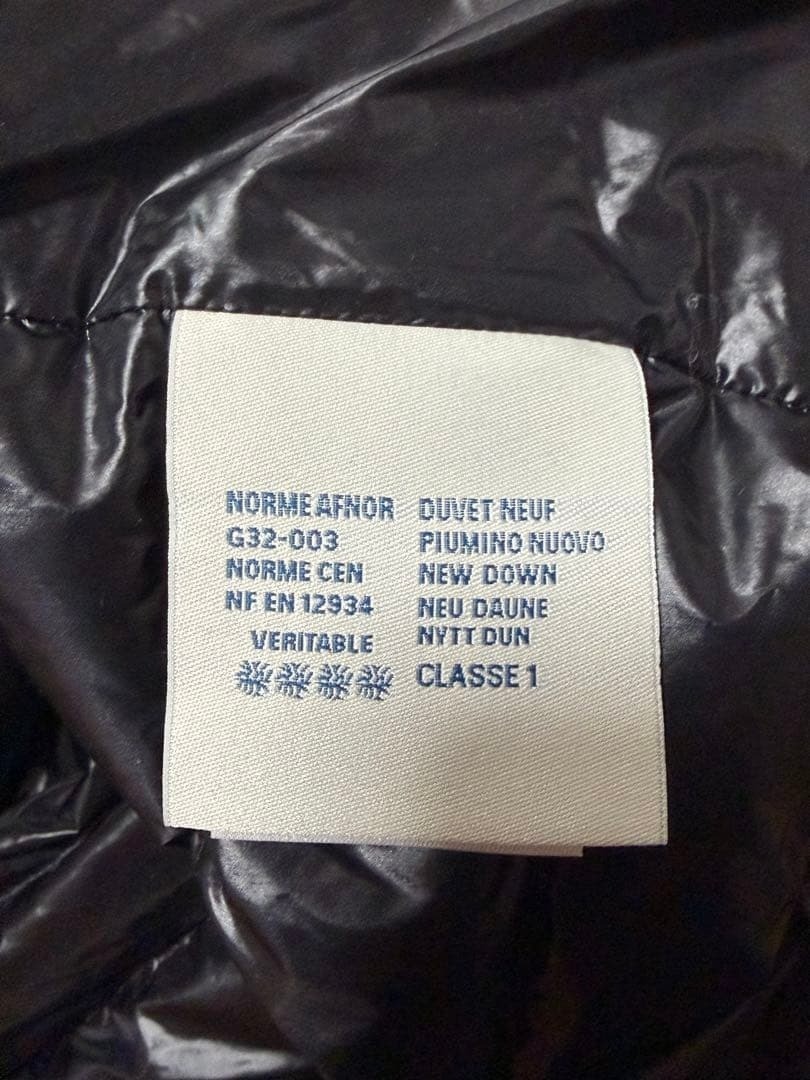 NORME AFNOR
G32-003
NORME CEN
NF EN 12934
VERITABLE
DUVET NEUF
PIUMINO NUOVO
NEW DOWN
NEU DAUNE
NYTT DUN
CLASSE 1